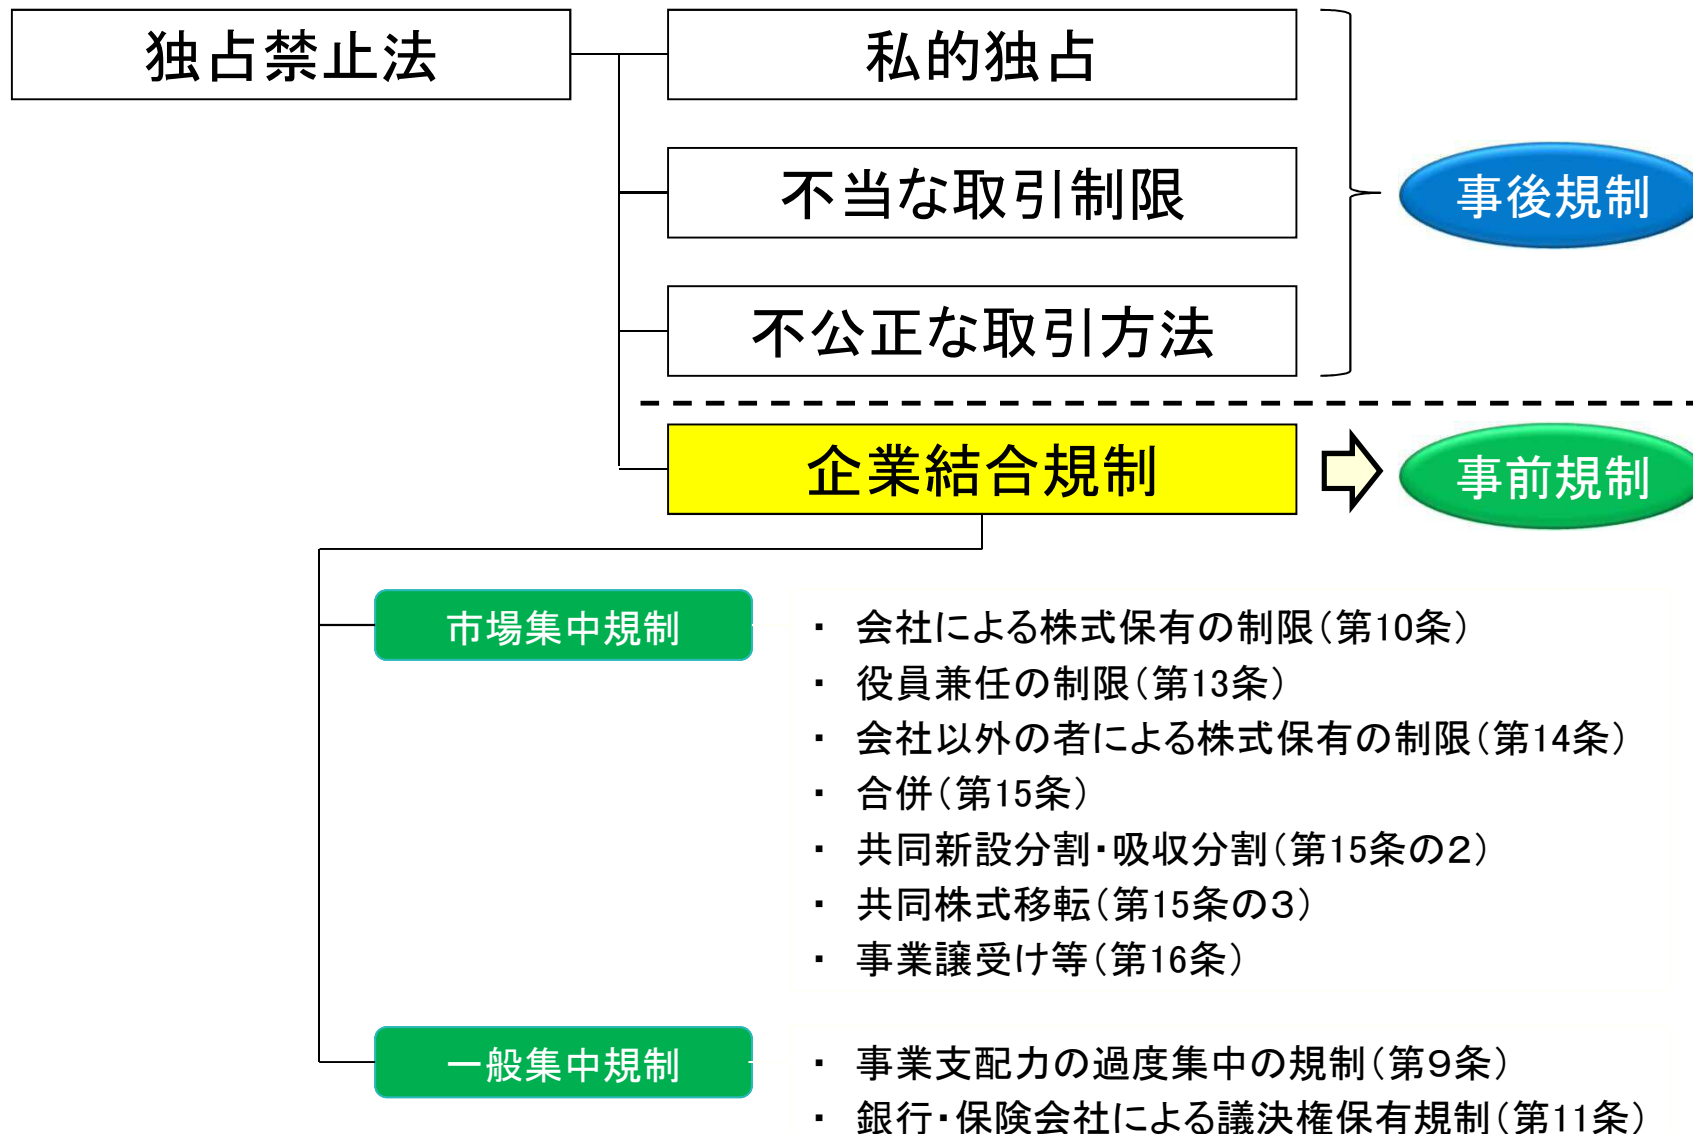 独占禁止法
私的独占
不当な取引制限
事後規制
不公正な取引方法
企業結合規制
事前規制
市場集中規制
・ 会社による株式保有の制限（第10条）
・ 役員兼任の制限（第13条）
・ 会社以外の者による株式保有の制限（第14条）
・ 合併（第15条）
・ 共同新設分割・吸収分割（第15条の２）
・ 共同株式移転（第15条の３）
・ 事業譲受け等（第16条）
一般集中規制
・ 事業支配力の過度集中の規制（第９条）
・ 銀行・保険会社による議決権保有規制（第11条）